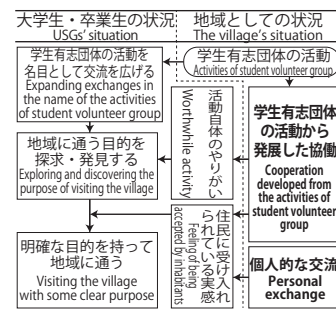 大学生・卒業生の状況
USGs' situation
地域としての状況
The village's situation
学生有志団体の活動を
名目として交流を広げる
Expanding exchanges in
the name of the activities
of student volunteer group
学生有志団体の活動
Activities of student volunteer group
地域に通う目的を
探求・発見する
Exploring and discovering the
purpose of visiting the village
活動自体のやりがい
Worthwhile activity
学生有志団体
の活動から
発展した協働
Cooperation
developed from
the activities of
student volunteer
group
明確な目的を持って
地域に通う
Visiting the village
with some clear purpose
住民に受け入れ
られている実感
Feeling of being
accepted by inhabitants
個人的な交流
Personal
exchange